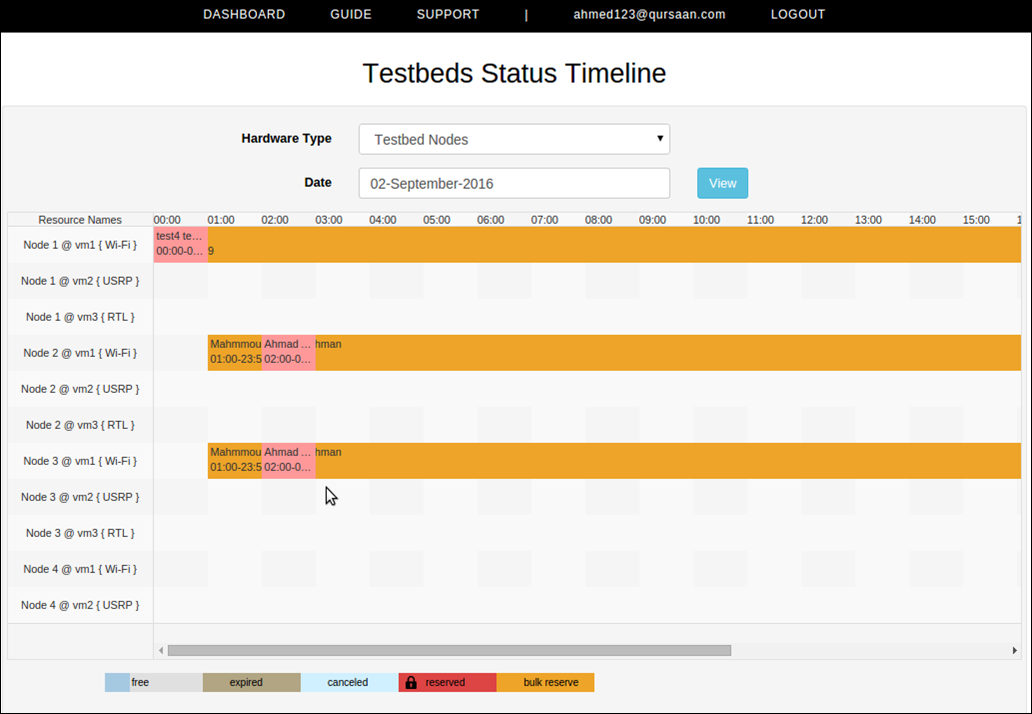 DASHBOARD GUIDE SUPPORT | ahmed123@qursaan.com LOGOUT
Testbeds Status Timeline
Hardware Type Testbed Nodes
Date 02-September-2016 View
Resource Names 00:00 01:00 02:00 03:00 04:00 05:00 06:00 07:00 08:00 09:00 10:00 11:00 12:00 13:00 14:00 15:00 1
Node 1 @ vm1 { Wi-Fi } test4 te...
00:00-0... 9
Node 1 @ vm2 { USRP }
Node 1 @ vm3 { RTL }
Node 2 @ vm1 { Wi-Fi } Mahmmou Ahmad ... hman
01:00-23:5 02:00-0...
Node 2 @ vm2 { USRP }
Node 2 @ vm3 { RTL }
Node 3 @ vm1 { Wi-Fi } Mahmmou Ahmad ... hman
01:00-23:5 02:00-0...
Node 3 @ vm2 { USRP }
Node 3 @ vm3 { RTL }
Node 4 @ vm1 { Wi-Fi }
Node 4 @ vm2 { USRP }
free expired canceled reserved bulk reserve